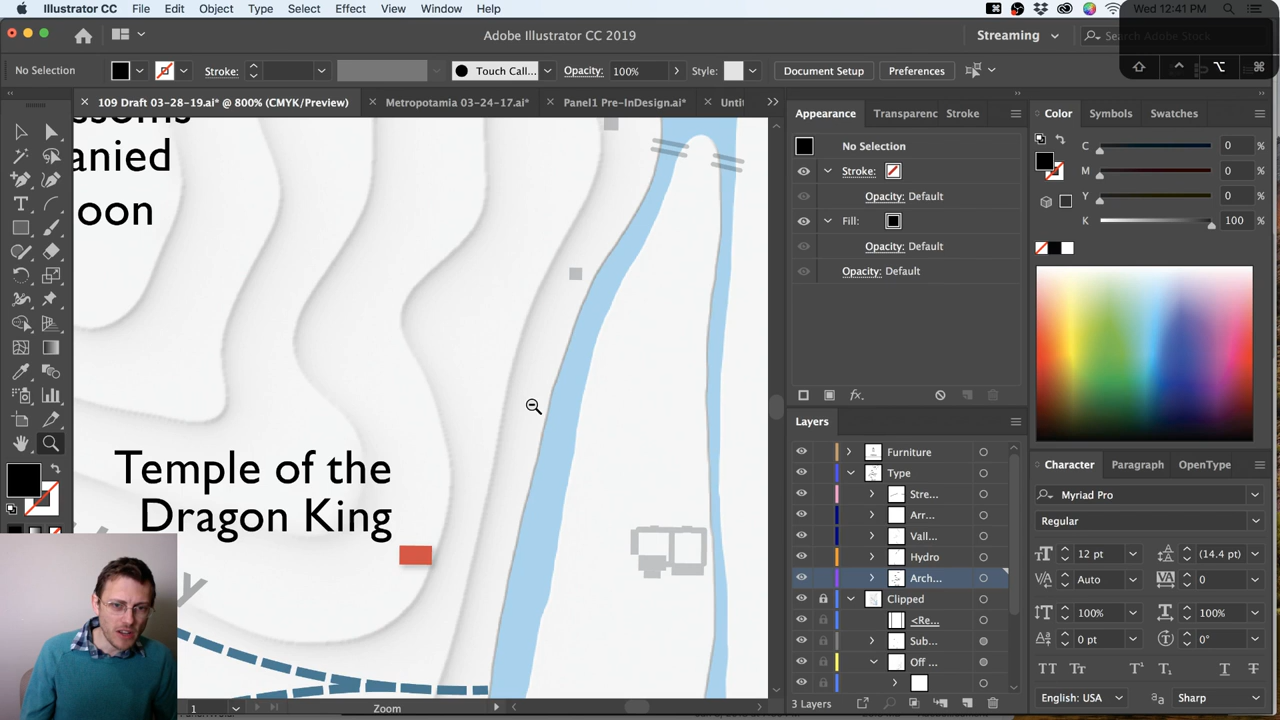 Illustrator CC File Edit Object Type Select Effect View Window Help Wed 12:41 PM
Adobe Illustrator CC 2019 Streaming Search Adobe Stock
No Selection Stroke: Touch Call... Opacity: 100% Style: Document Setup Preferences
109 Draft 03-28-19.ai* @ 800% (CMYK/Preview) Metropotamia 03-24-17.ai* Panel1 Pre-InDesign.ai* Unti
Appearance Transparenc Stroke
Color Symbols Swatches
No Selection
Stroke:
Opacity: Default
Fill:
Opacity: Default
Opacity: Default
C 0 %
M 0 %
Y 0 %
K 100 %
anied
oon
Temple of the
Dragon King
y
Layers
Furniture
Type
Stre...
Arr...
Vall...
Hydro
Arch...
Clipped
<Re...
Sub...
Off ...
3 Layers
Character Paragraph OpenType
Myriad Pro
Regular
12 pt (14.4 pt)
Auto 0
100% 100%
0 pt 0°
English: USA Sharp
1 Zoom